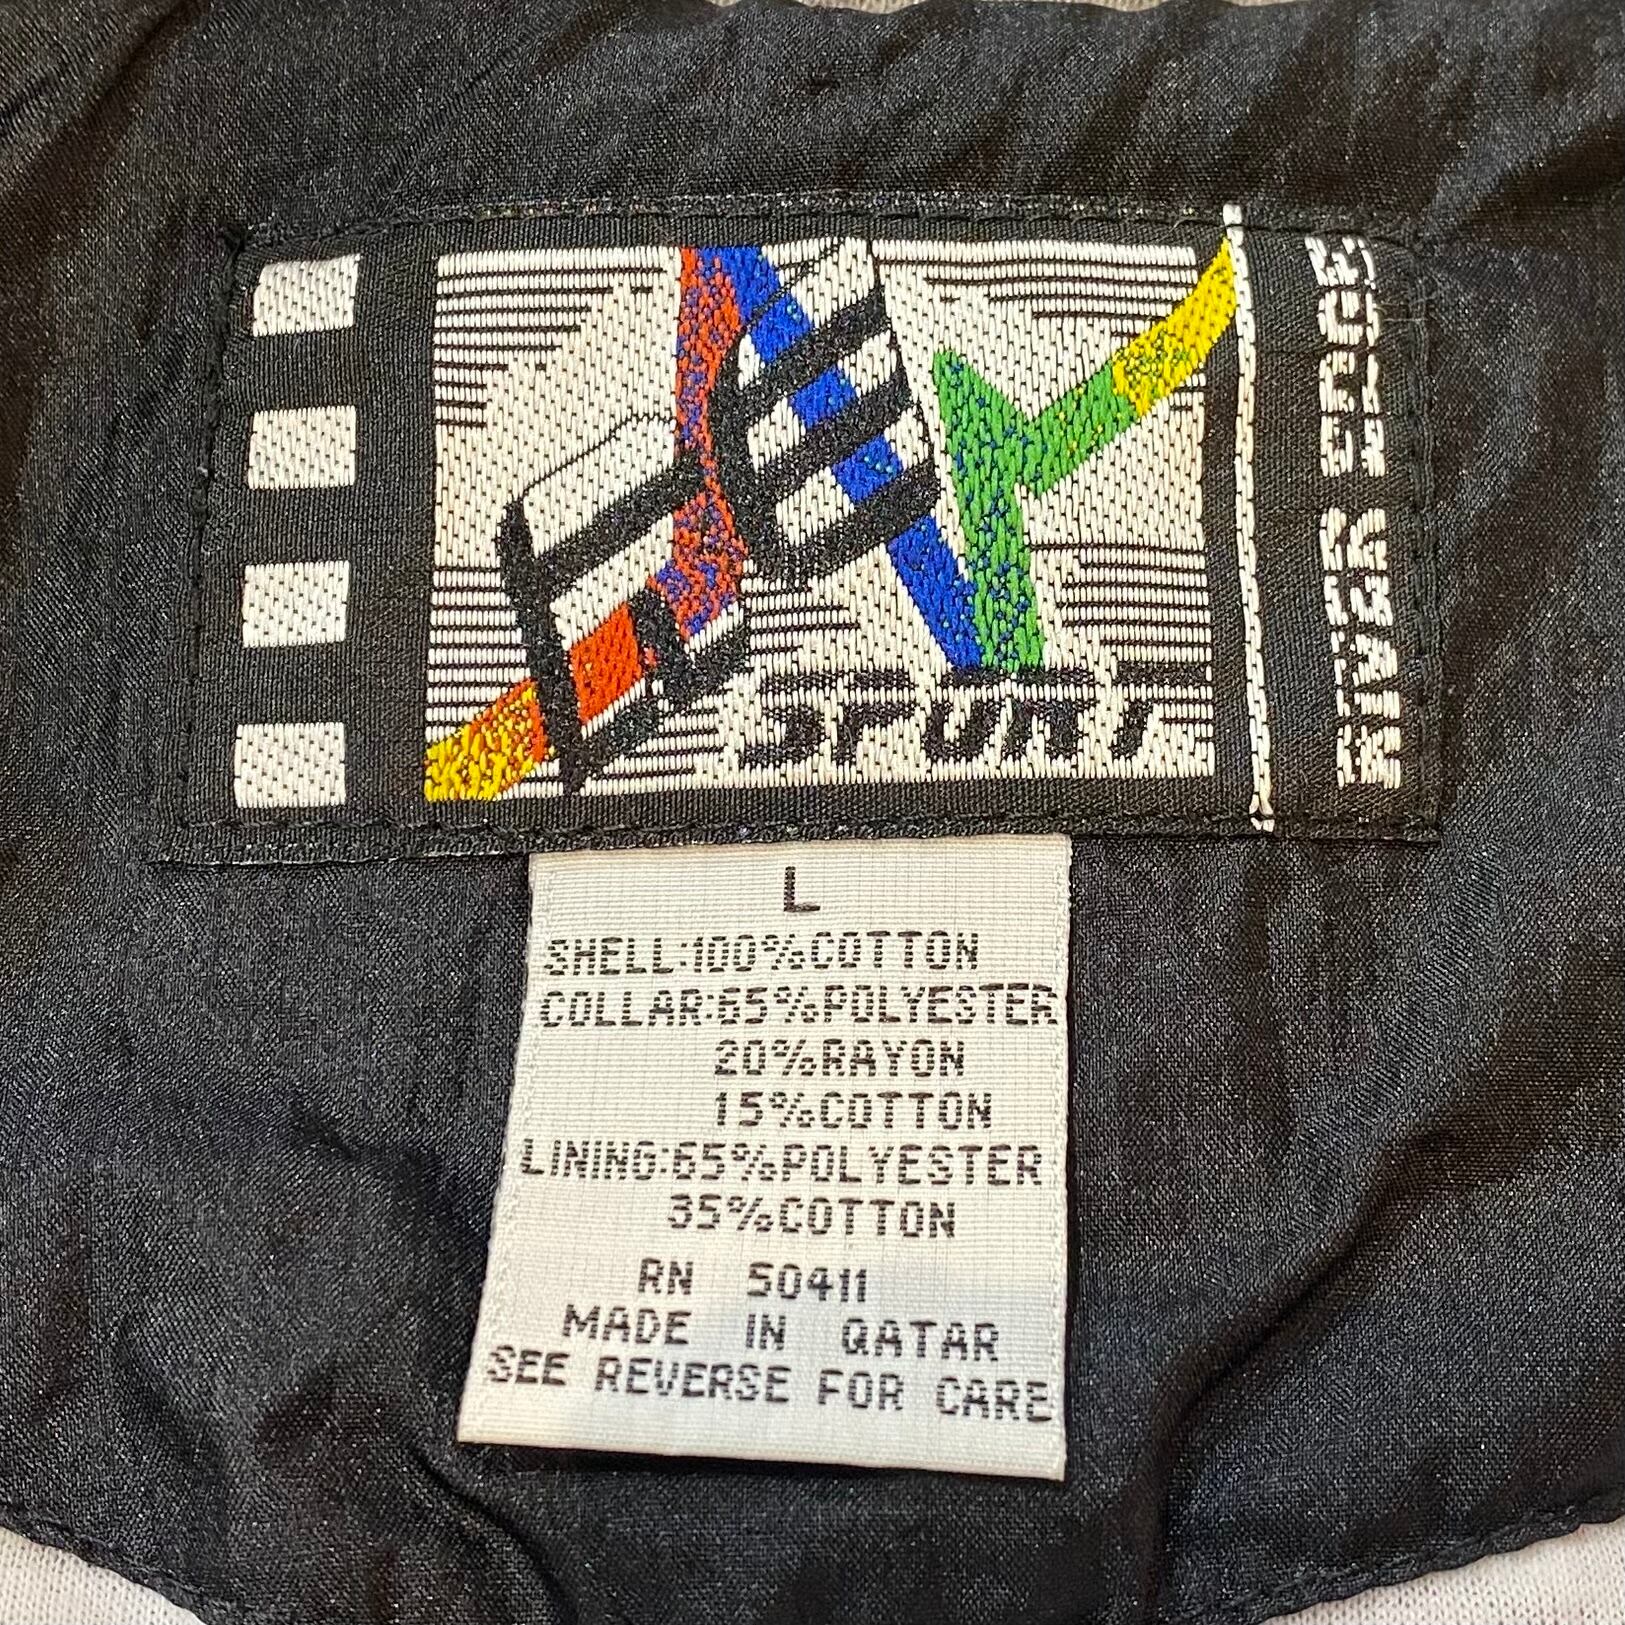 SPORT
L
SHELL:100%COTTON
COLLAR:65%POLYESTER
20%RAYON
15%COTTON
LINING:65%POLYESTER
35%COTTON
RN 50411
MADE IN QATAR
SEE REVERSE FOR CARE